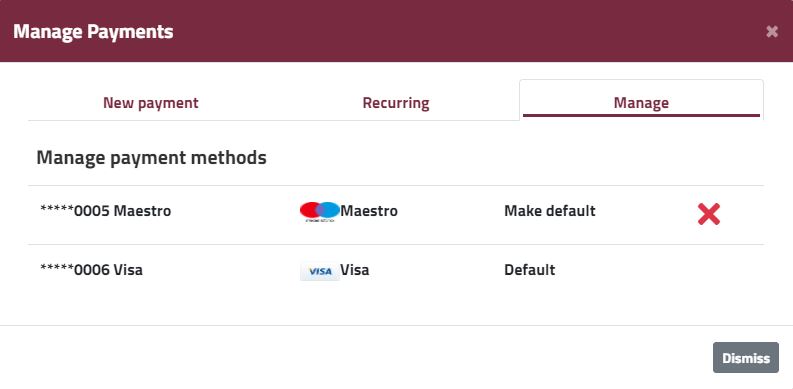 Manage Payments
New payment Recurring Manage
Manage payment methods
*****0005 Maestro Maestro Make default
*****0006 Visa VISA Visa Default
Dismiss